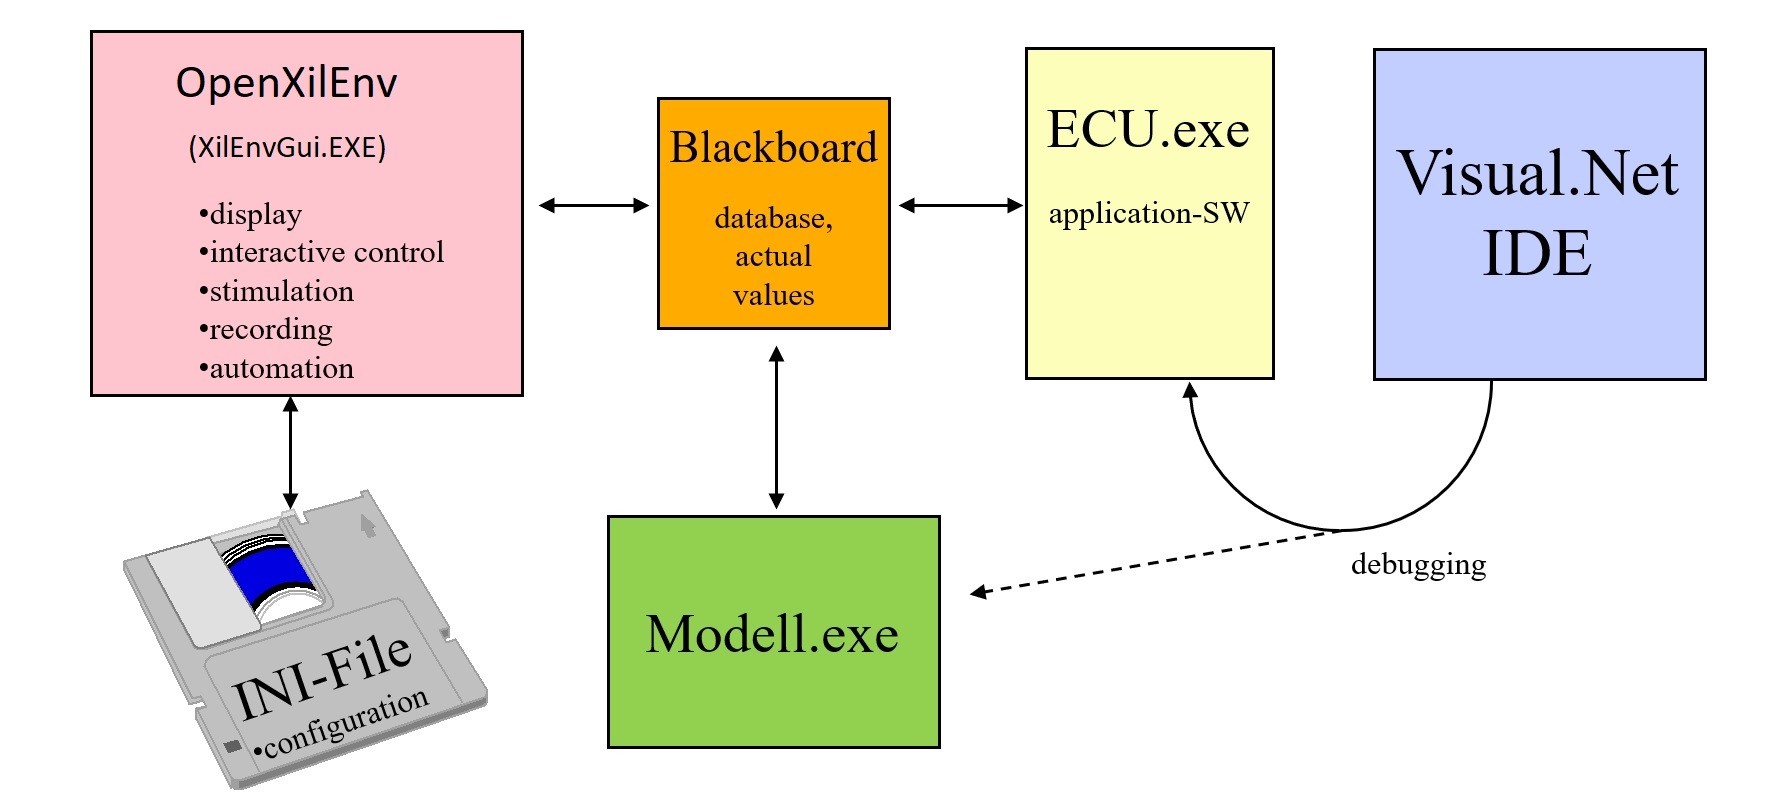 OpenXilEnv
(XilEnvGui.EXE)
•display
•interactive control
•stimulation
•recording
•automation
Blackboard
database,
actual
values
ECU.exe
application-SW
Visual.Net
IDE
INI-File
•configuration
Modell.exe
debugging